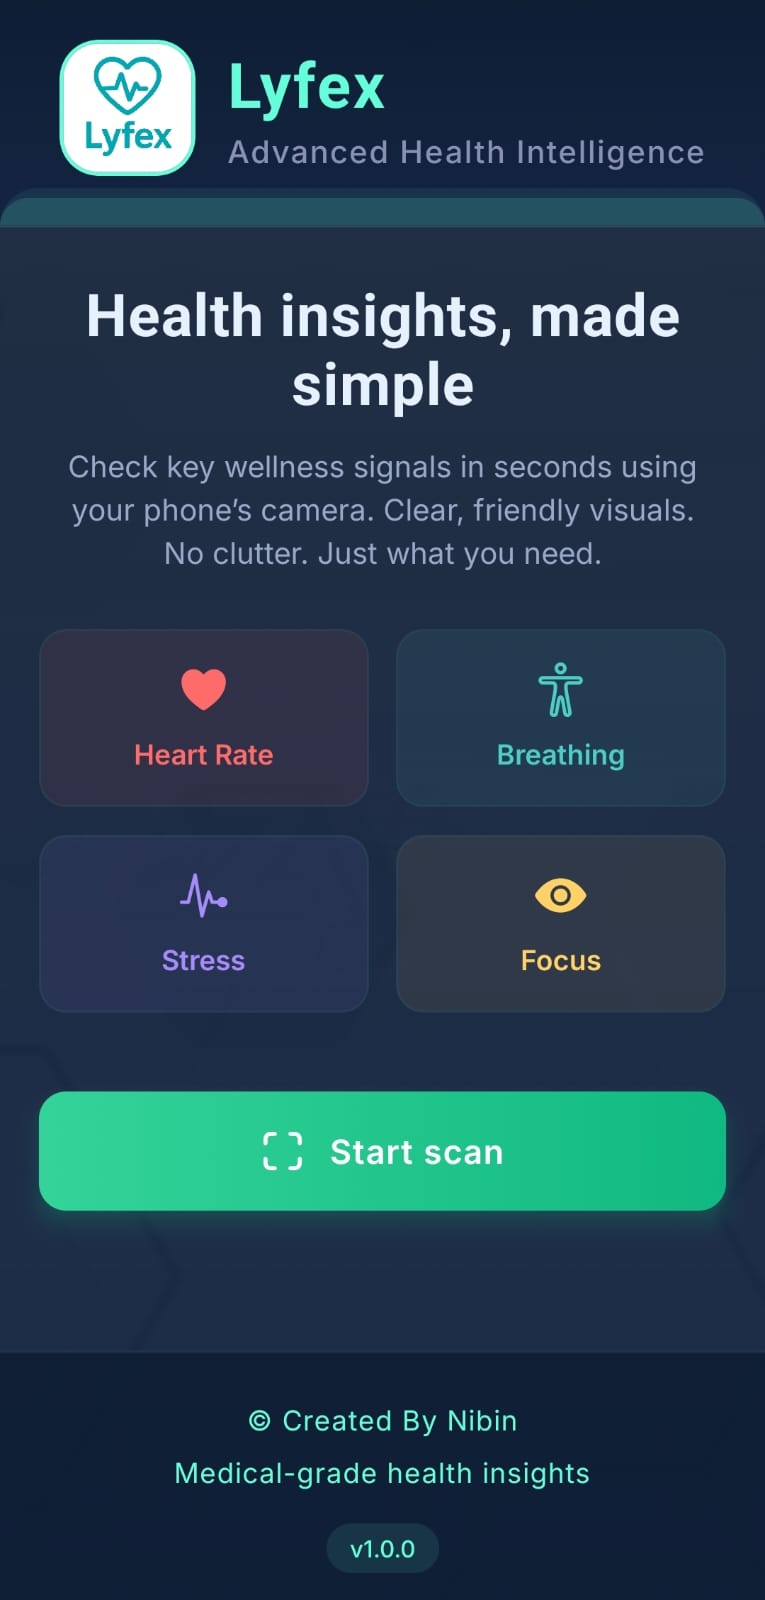 Lyfex
Lyfex
Advanced Health Intelligence
Health insights, made
simple
Check key wellness signals in seconds using
your phone’s camera. Clear, friendly visuals.
No clutter. Just what you need.
Heart Rate
Breathing
Stress
Focus
Start scan
© Created By Nibin
Medical-grade health insights
v1.0.0